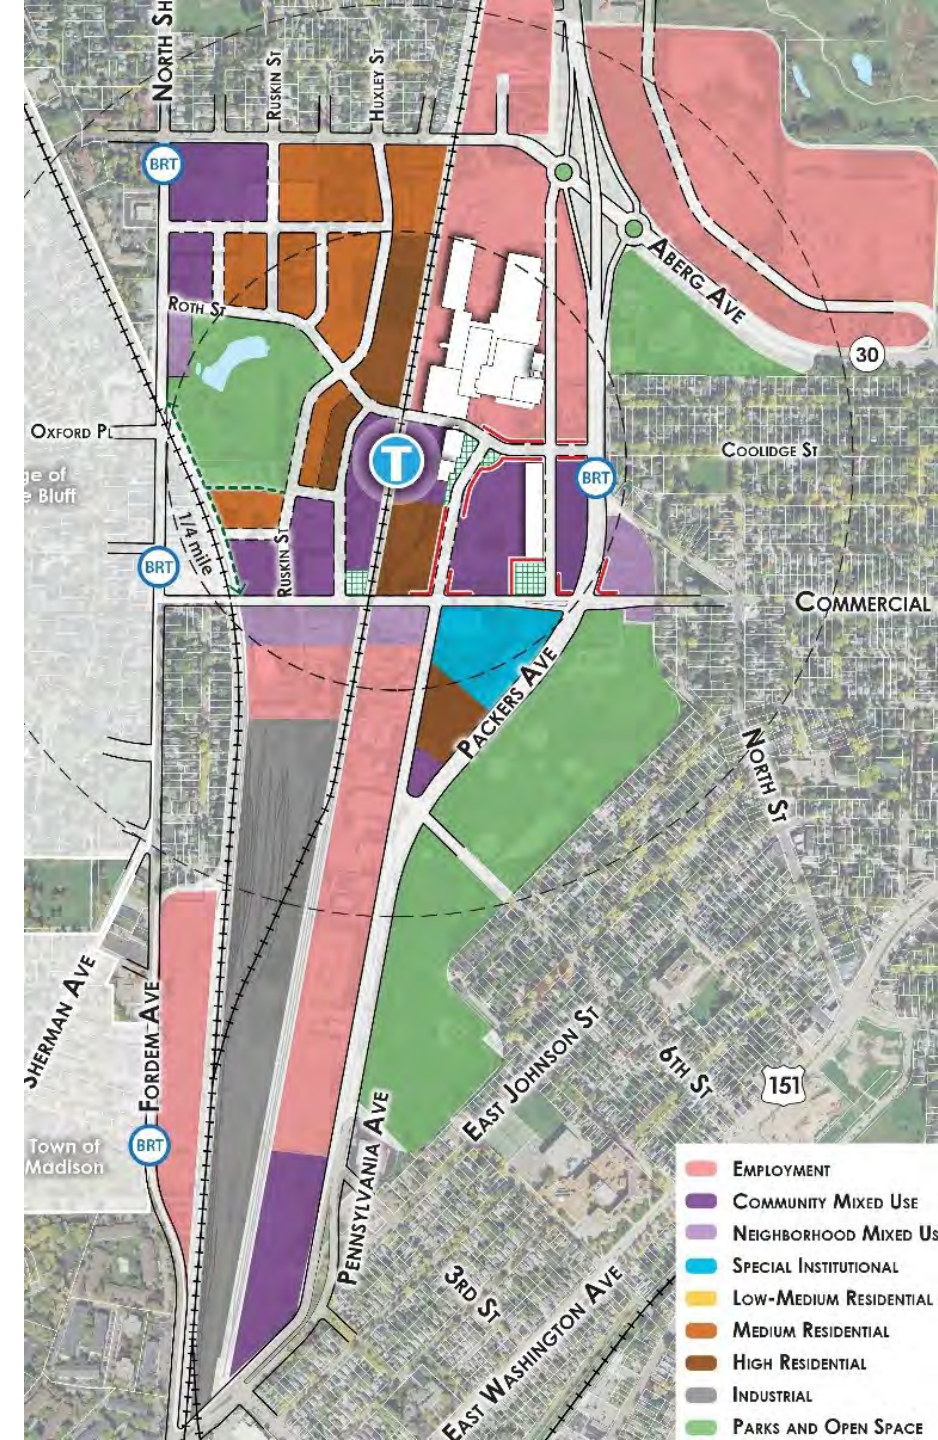 NORTH SH
RUSKIN ST
HUXLEY ST
BRT
ABERG AVE
ROTH ST
30
OXFORD PL
COOLIDGE ST
T
BRT
ge of
e Bluff
1/4 mile
RUSKIN ST
BRT
COMMERCIAL
PACKERS AVE
NORTH ST
SHERMAN AVE
FORDEM AVE
EAST JOHNSON ST
6TH ST
151
BRT
Town of
Madison
PENNSYLVANIA AVE
3RD ST
EAST WASHINGTON AVE
EMPLOYMENT
COMMUNITY MIXED USE
NEIGHBORHOOD MIXED US
SPECIAL INSTITUTIONAL
LOW-MEDIUM RESIDENTIAL
MEDIUM RESIDENTIAL
HIGH RESIDENTIAL
INDUSTRIAL
PARKS AND OPEN SPACE